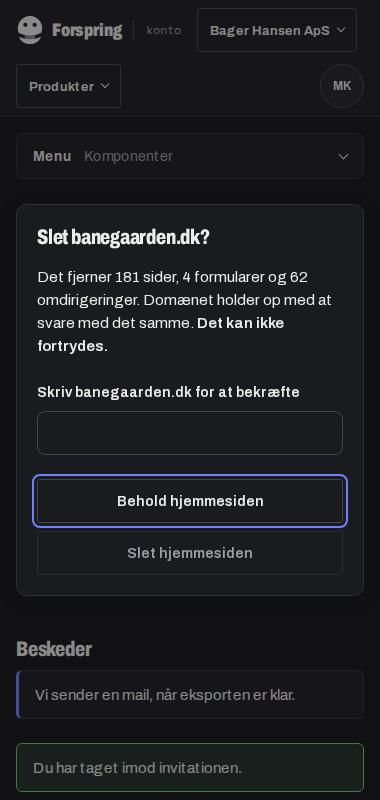 Forspring konto Bager Hansen ApS
Produkter MK
Menu Komponenter
Slet banegaarden.dk?
Det fjerner 181 sider, 4 formularer og 62
omdirigeringer. Domænet holder op med at
svare med det samme. Det kan ikke
fortrydes.
Skriv banegaarden.dk for at bekræfte
Behold hjemmesiden
Slet hjemmesiden
Beskeder
Vi sender en mail, når eksporten er klar.
Du har taget imod invitationen.